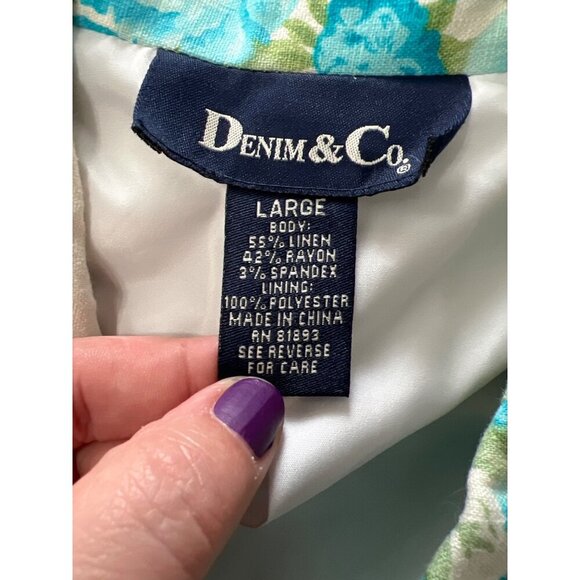 DENIM & CO.®
LARGE
BODY:
55% LINEN
42% RAYON
3% SPANDEX
LINING:
100% POLYESTER
MADE IN CHINA
RN 81893
SEE REVERSE
FOR CARE